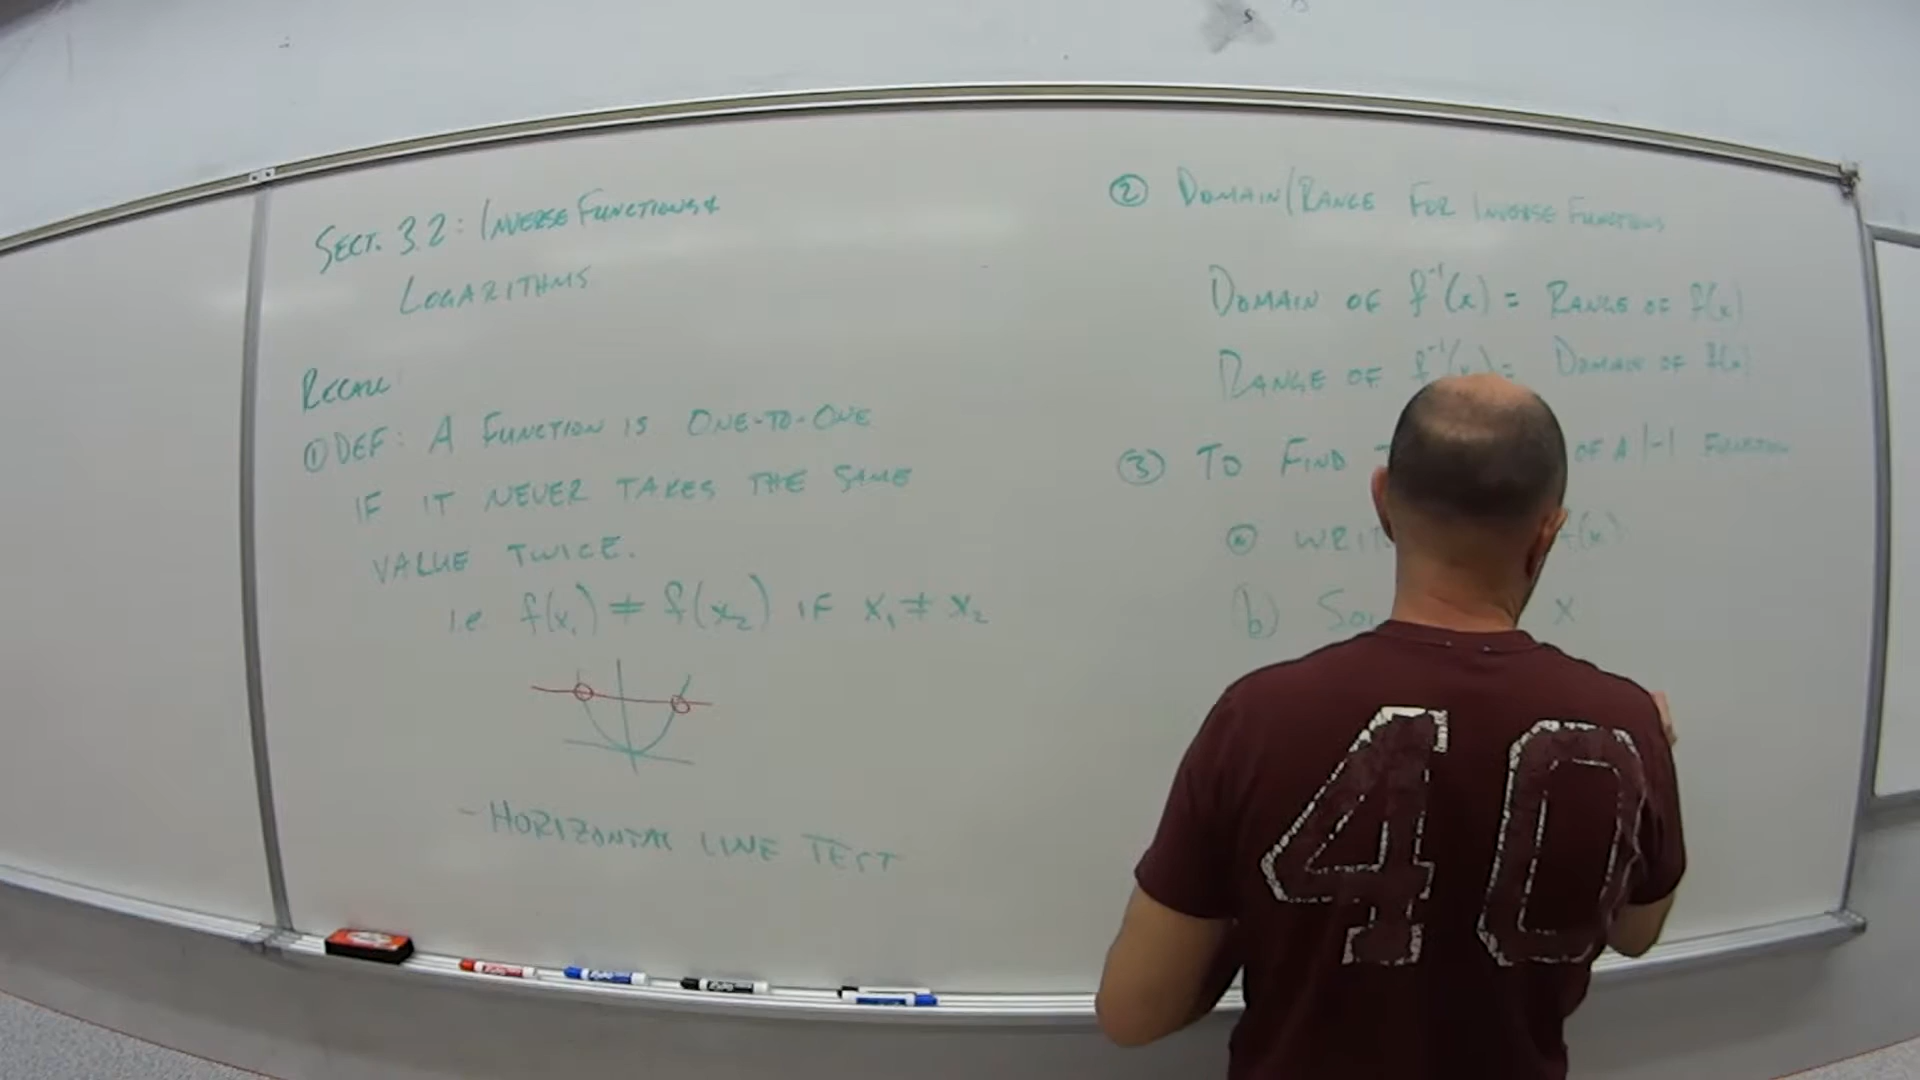 SECT. 3.2: INVERSE FUNCTIONS &
LOGARITHMS
RECALL
① DEF: A FUNCTION IS ONE-TO-ONE
IF IT NEVER TAKES THE SAME
VALUE TWICE.
i.e. f(x₁) ≠ f(x₂) IF x₁ ≠ x₂
- HORIZONTAL LINE TEST
② DOMAIN/RANGE FOR INVERSE FUNCTIONS
DOMAIN OF f⁻¹(x) = RANGE OF f(x)
RANGE OF f⁻¹(x) = DOMAIN OF f(x)
③ TO FIND OF A 1-1 FUNCTION
ⓐ f(x)
b) X
40